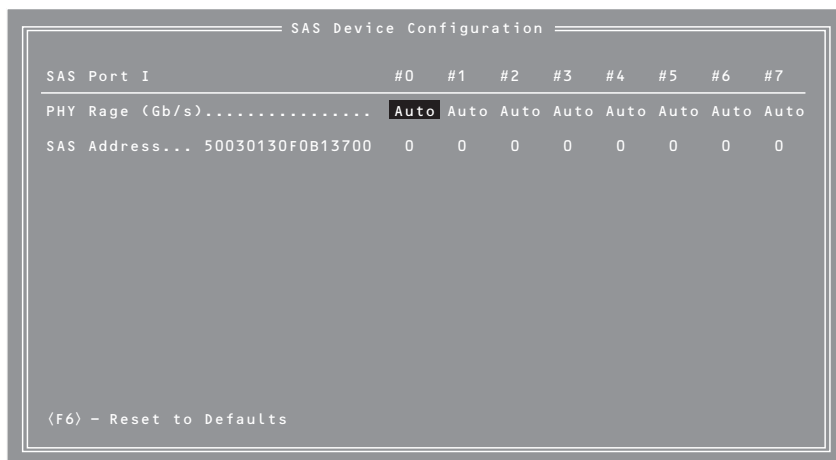 SAS Device Configuration
SAS Port I #0 #1 #2 #3 #4 #5 #6 #7
PHY Rage (Gb/s)................ Auto Auto Auto Auto Auto Auto Auto Auto
SAS Address... 50030130F0B13700 0 0 0 0 0 0 0 0
〈F6〉 – Reset to Defaults